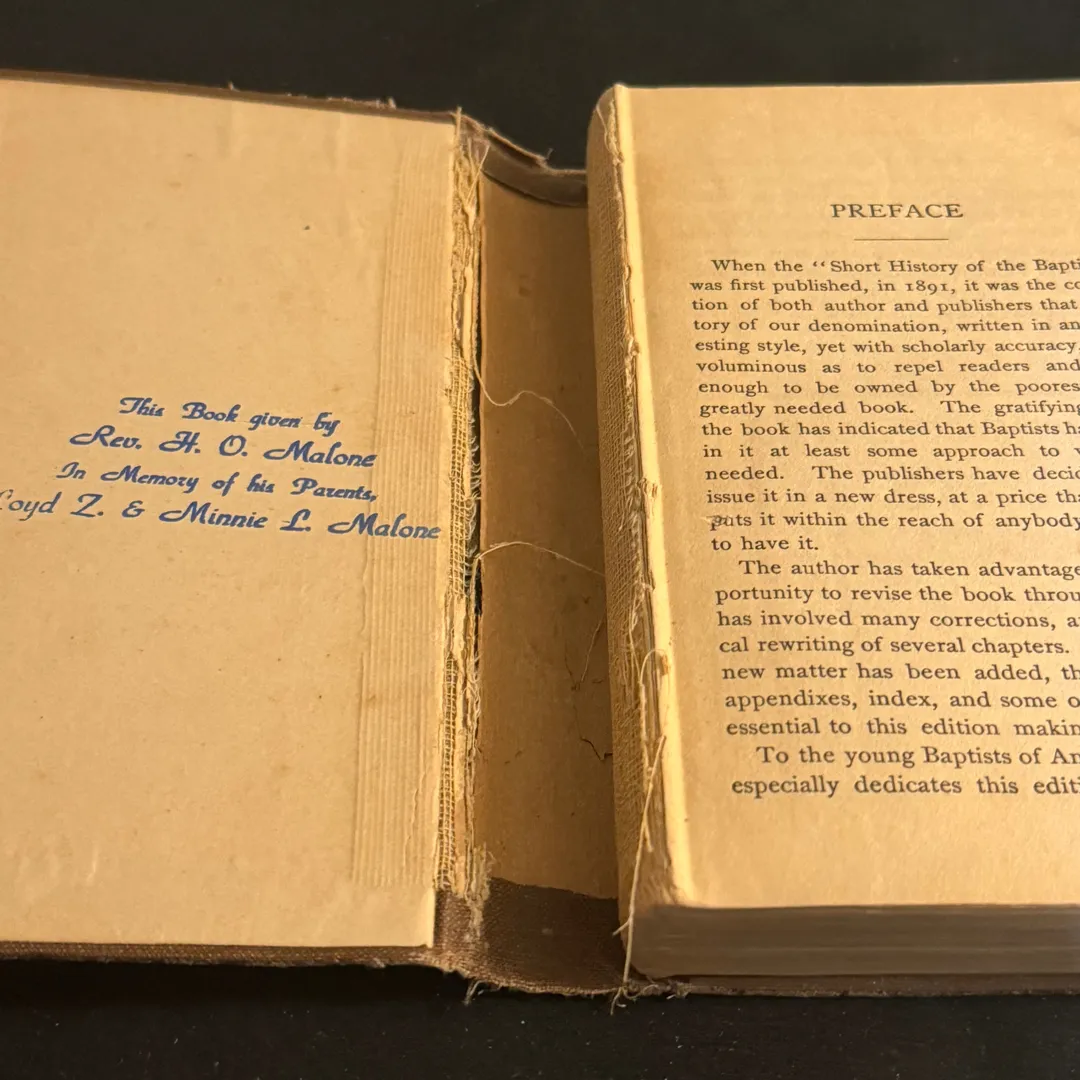 This Book given by
Rev. H. O. Malone
In Memory of his Parents,
oyd Z. & Minnie L. Malone
PREFACE
When the “Short History of the Bapti
was first published, in 1891, it was the co
tion of both author and publishers that
tory of our denomination, written in an
esting style, yet with scholarly accuracy,
voluminous as to repel readers and
enough to be owned by the poores
greatly needed book. The gratifying
the book has indicated that Baptists ha
in it at least some approach to
needed. The publishers have decid
issue it in a new dress, at a price tha
puts it within the reach of anybody
to have it.
The author has taken advantage
portunity to revise the book throu
has involved many corrections, a
cal rewriting of several chapters.
new matter has been added, th
appendixes, index, and some o
essential to this edition makin
To the young Baptists of Am
especially dedicates this editi